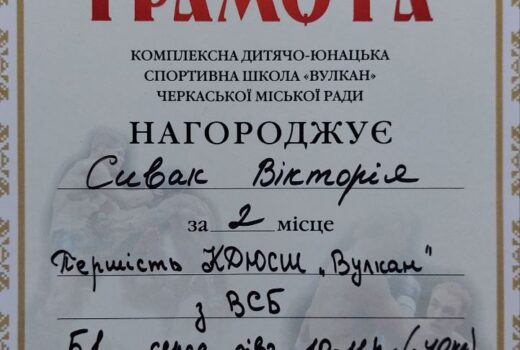 ГРАМОТА
КОМПЛЕКСНА ДИТЯЧО-ЮНАЦЬКА
СПОРТИВНА ШКОЛА «ВУЛКАН»
ЧЕРКАСЬКОЇ МІСЬКОЇ РАДИ
НАГОРОДЖУЄ
Сивак Вікторія
за 2 місце
Першість КДЮСШ „Вулкан"
з ВСБ